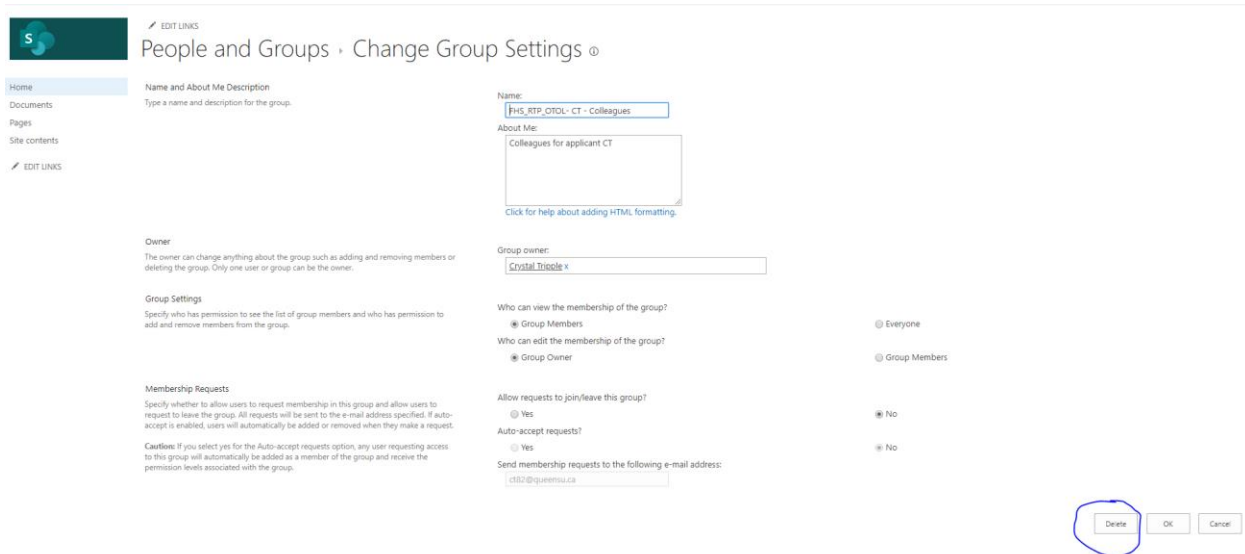 S
EDIT LINKS
People and Groups › Change Group Settings
Home
Documents
Pages
Site contents
EDIT LINKS
Name and About Me Description
Type a name and description for the group.
Name:
FHS_RTP_OTOL- CT - Colleagues
About Me:
Colleagues for applicant CT
Click for help about adding HTML formatting.
Owner
The owner can change anything about the group such as adding and removing members or
deleting the group. Only one user or group can be the owner.
Group owner:
Crystal Tripple x
Group Settings
Specify who has permission to see the list of group members and who has permission to
add and remove members from the group.
Who can view the membership of the group?
Group Members
Everyone
Who can edit the membership of the group?
Group Owner
Group Members
Membership Requests
Specify whether to allow users to request membership in this group and allow users to
request to leave the group. All requests will be sent to the e-mail address specified. If auto-
accept is enabled, users will automatically be added or removed when they make a request.
Caution: If you select yes for the Auto-accept requests option, any user requesting access
to this group will automatically be added as a member of the group and receive the
permission levels associated with the group.
Allow requests to join/leave this group?
Yes
No
Auto-accept requests?
Yes
No
Send membership requests to the following e-mail address:
ct82@queensu.ca
Delete
OK
Cancel